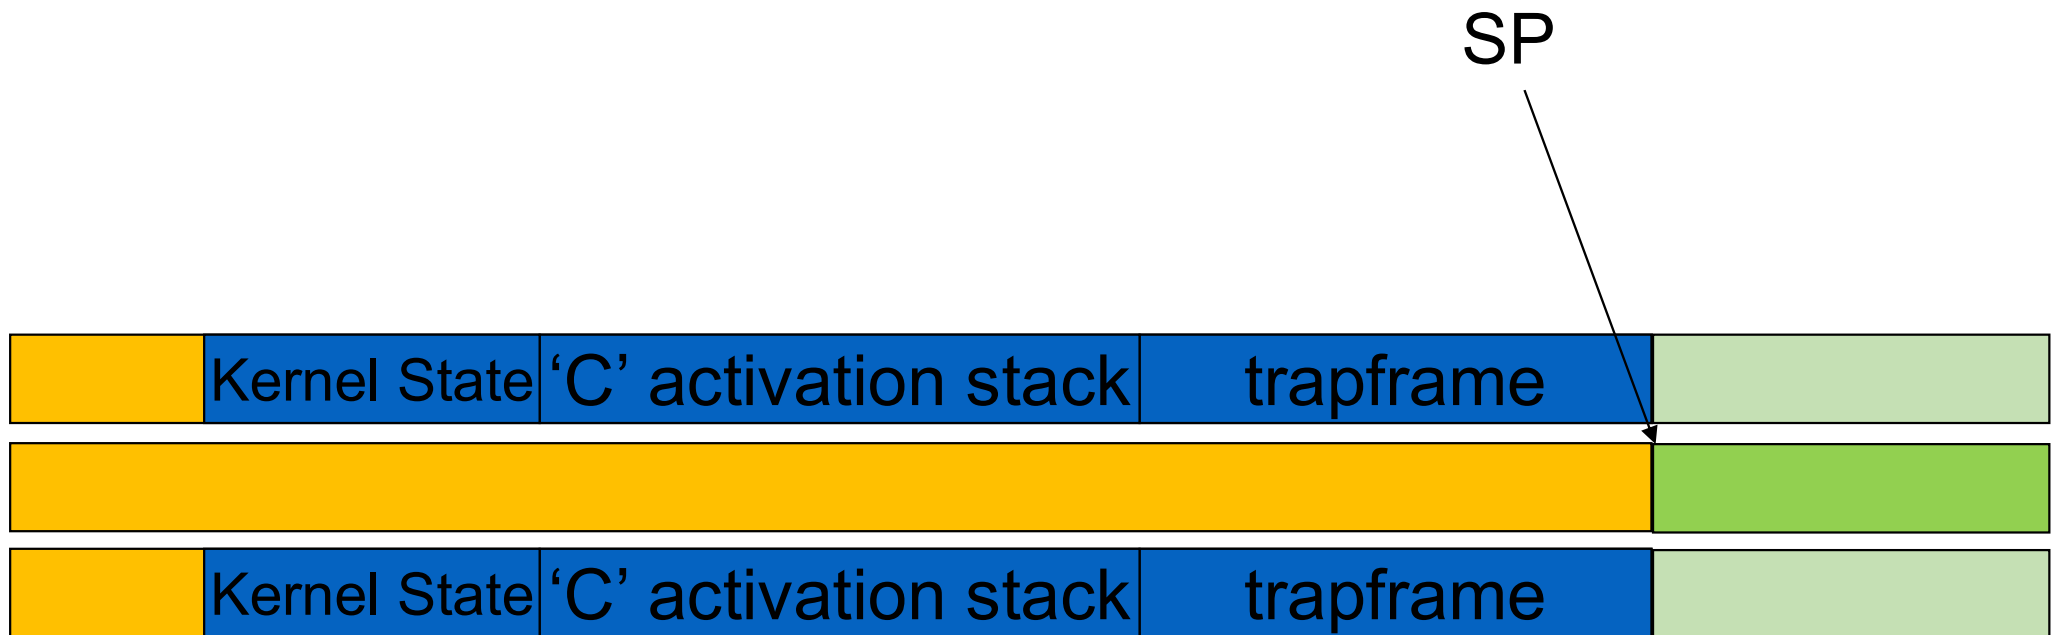 SP
Kernel State ‘C’ activation stack trapframe
Kernel State ‘C’ activation stack trapframe